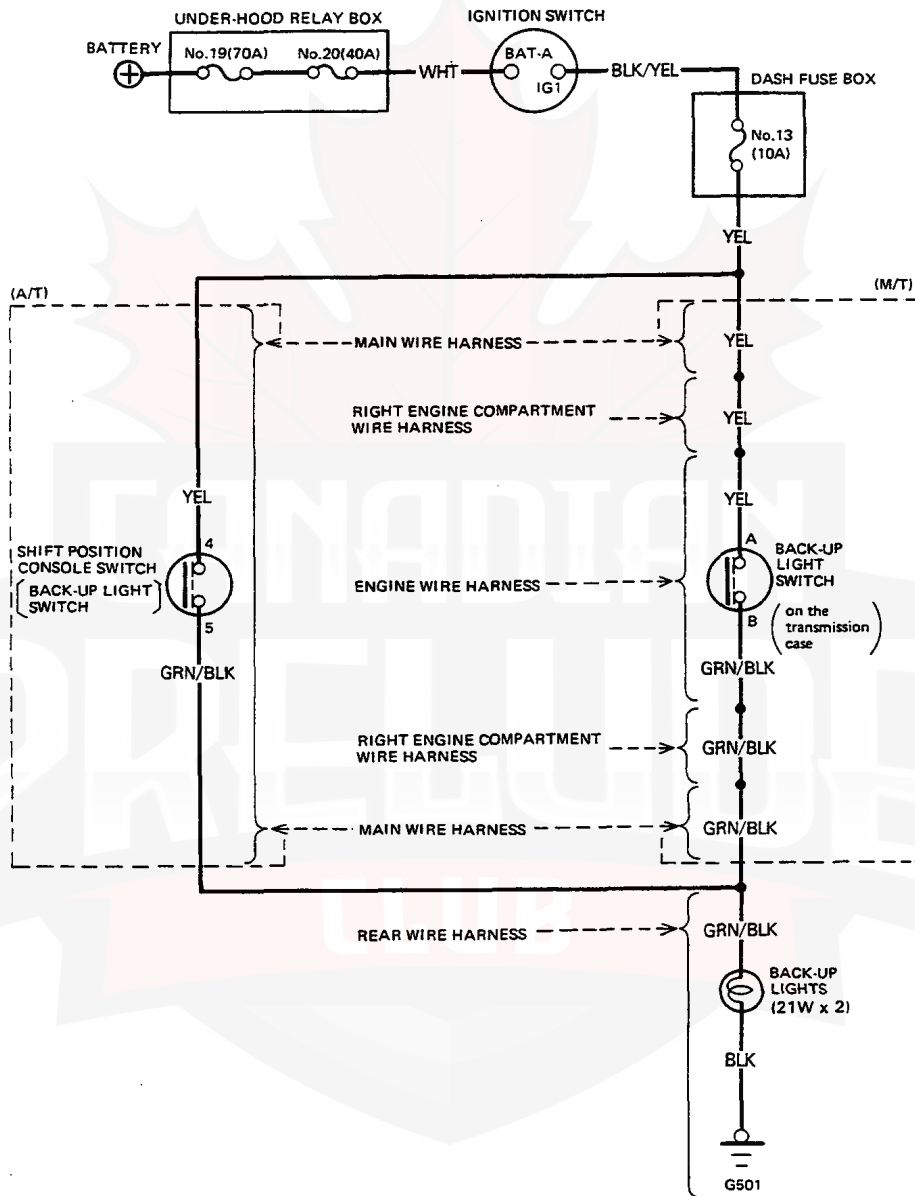 UNDER-HOOD RELAY BOX
IGNITION SWITCH
BATTERY
No.19(70A)
No.20(40A)
WHT
BAT-A
IG1
BLK/YEL
DASH FUSE BOX
No.13
(10A)
YEL
(A/T)
(M/T)
MAIN WIRE HARNESS
YEL
RIGHT ENGINE COMPARTMENT
WIRE HARNESS
YEL
YEL
YEL
SHIFT POSITION
CONSOLE SWITCH
BACK-UP LIGHT
SWITCH
4
5
ENGINE WIRE HARNESS
A
B
BACK-UP
LIGHT
SWITCH
(on the
transmission
case)
GRN/BLK
GRN/BLK
RIGHT ENGINE COMPARTMENT
WIRE HARNESS
GRN/BLK
MAIN WIRE HARNESS
GRN/BLK
REAR WIRE HARNESS
GRN/BLK
BACK-UP
LIGHTS
(21W x 2)
BLK
G501
CANADIAN
PRELUDE
CLUB